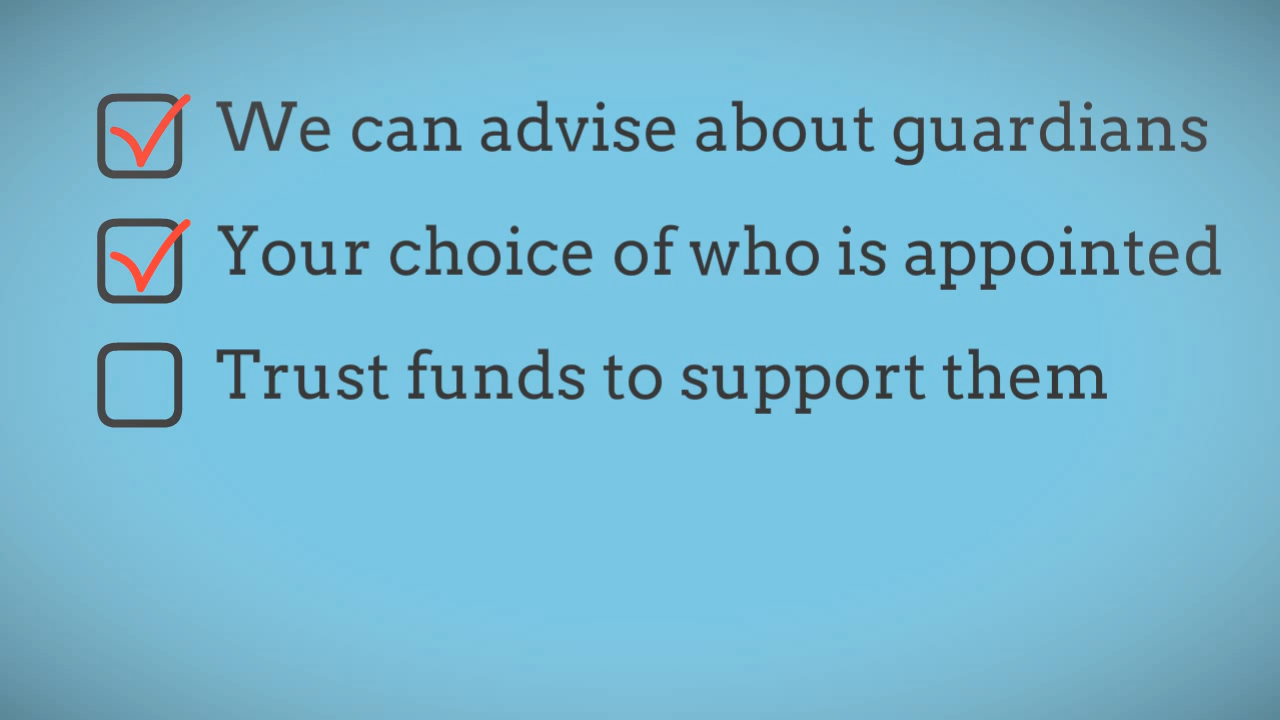 We can advise about guardians
Your choice of who is appointed
Trust funds to support them